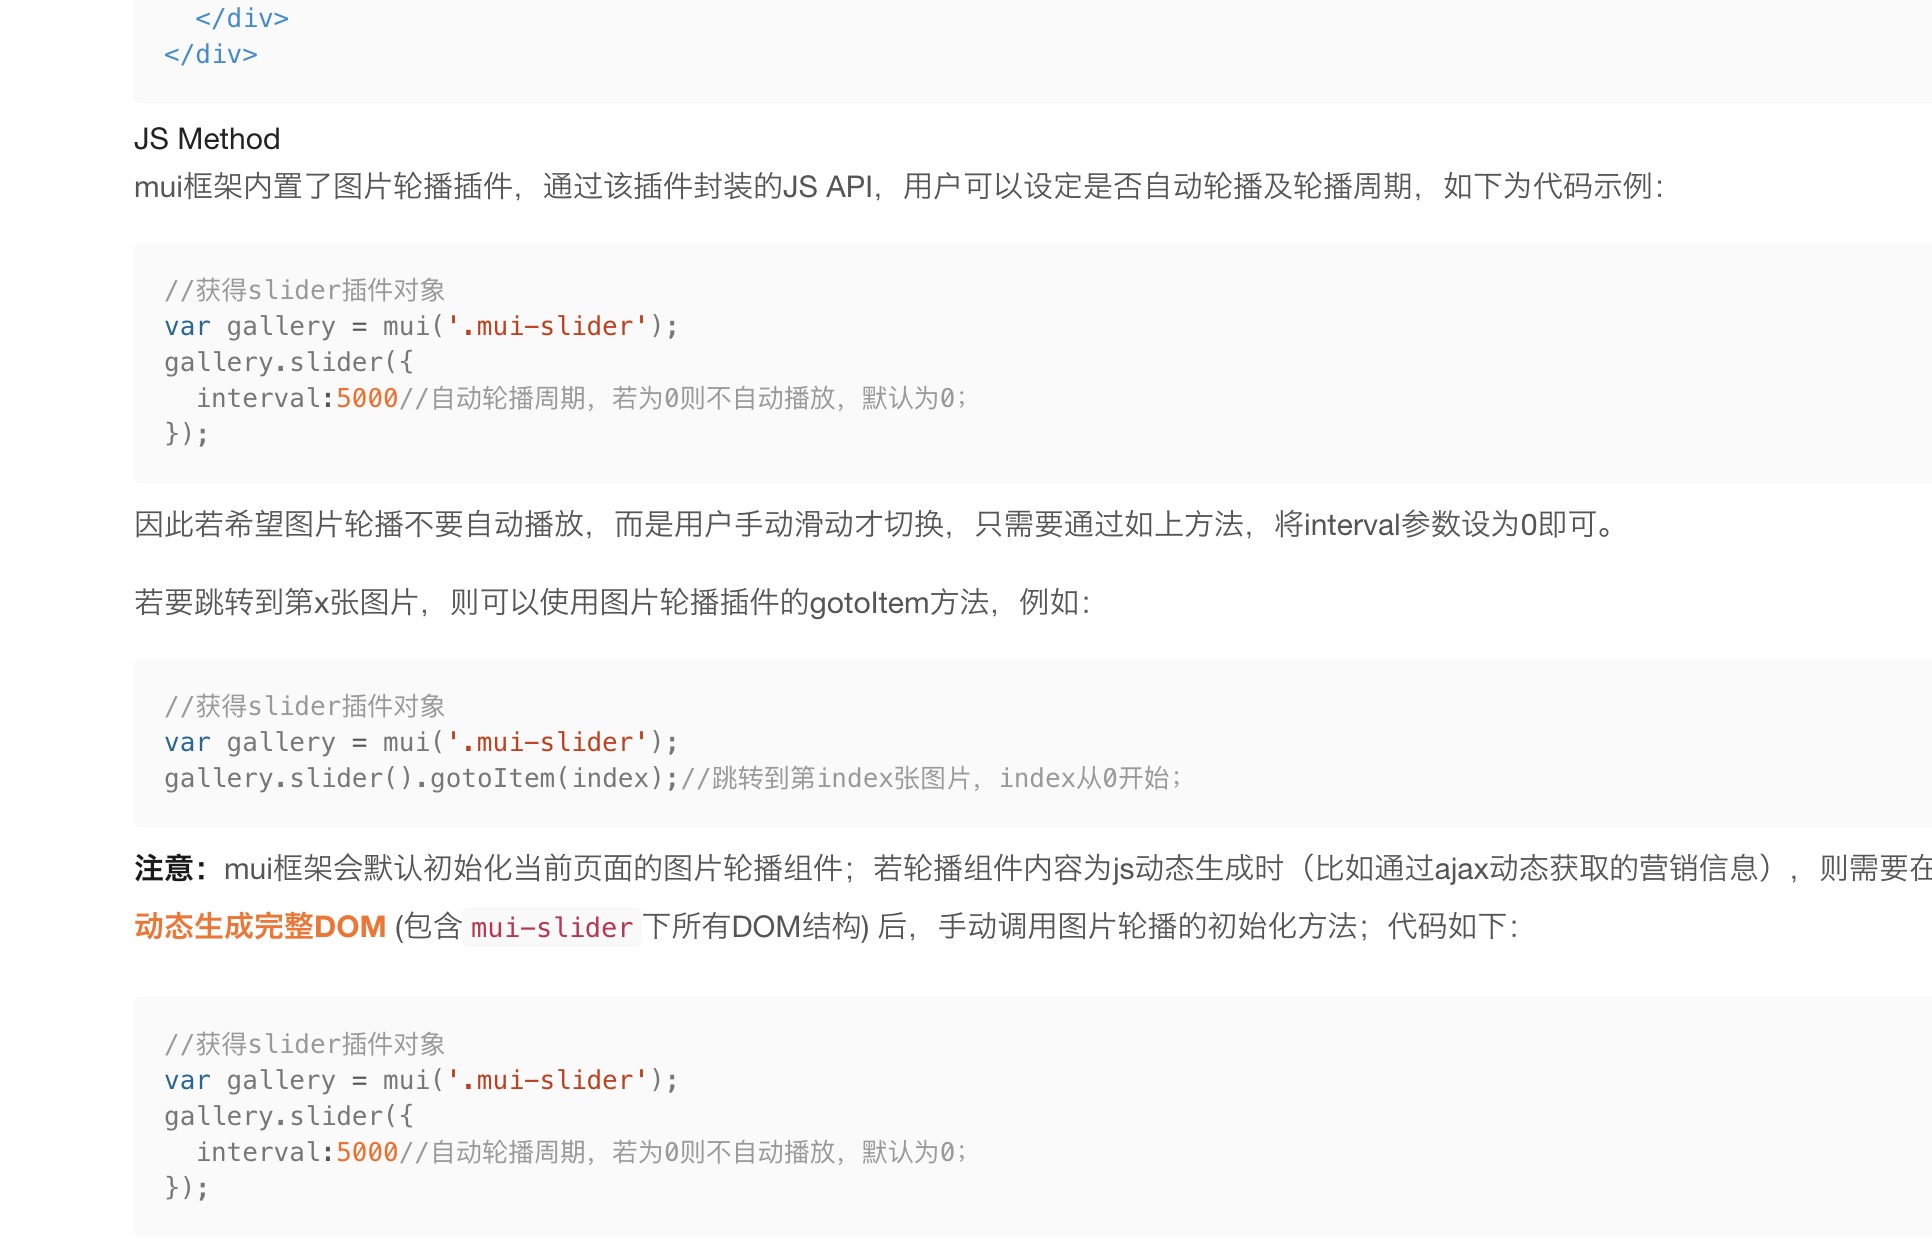 </div>
</div>
JS Method
mui框架内置了图片轮播插件，通过该插件封装的JS API，用户可以设定是否自动轮播及轮播周期，如下为代码示例：
//获得slider插件对象
var gallery = mui('.mui-slider');
gallery.slider({
  interval:5000//自动轮播周期，若为0则不自动播放，默认为0；
});
因此若希望图片轮播不要自动播放，而是用户手动滑动才切换，只需要通过如上方法，将interval参数设为0即可。
若要跳转到第x张图片，则可以使用图片轮播插件的gotoItem方法，例如：
//获得slider插件对象
var gallery = mui('.mui-slider');
gallery.slider().gotoItem(index);//跳转到第index张图片，index从0开始；
注意：mui框架会默认初始化当前页面的图片轮播组件；若轮播组件内容为js动态生成时（比如通过ajax动态获取的营销信息），则需要在
动态生成完整DOM (包含mui-slider下所有DOM结构) 后，手动调用图片轮播的初始化方法；代码如下：
//获得slider插件对象
var gallery = mui('.mui-slider');
gallery.slider({
  interval:5000//自动轮播周期，若为0则不自动播放，默认为0；
});